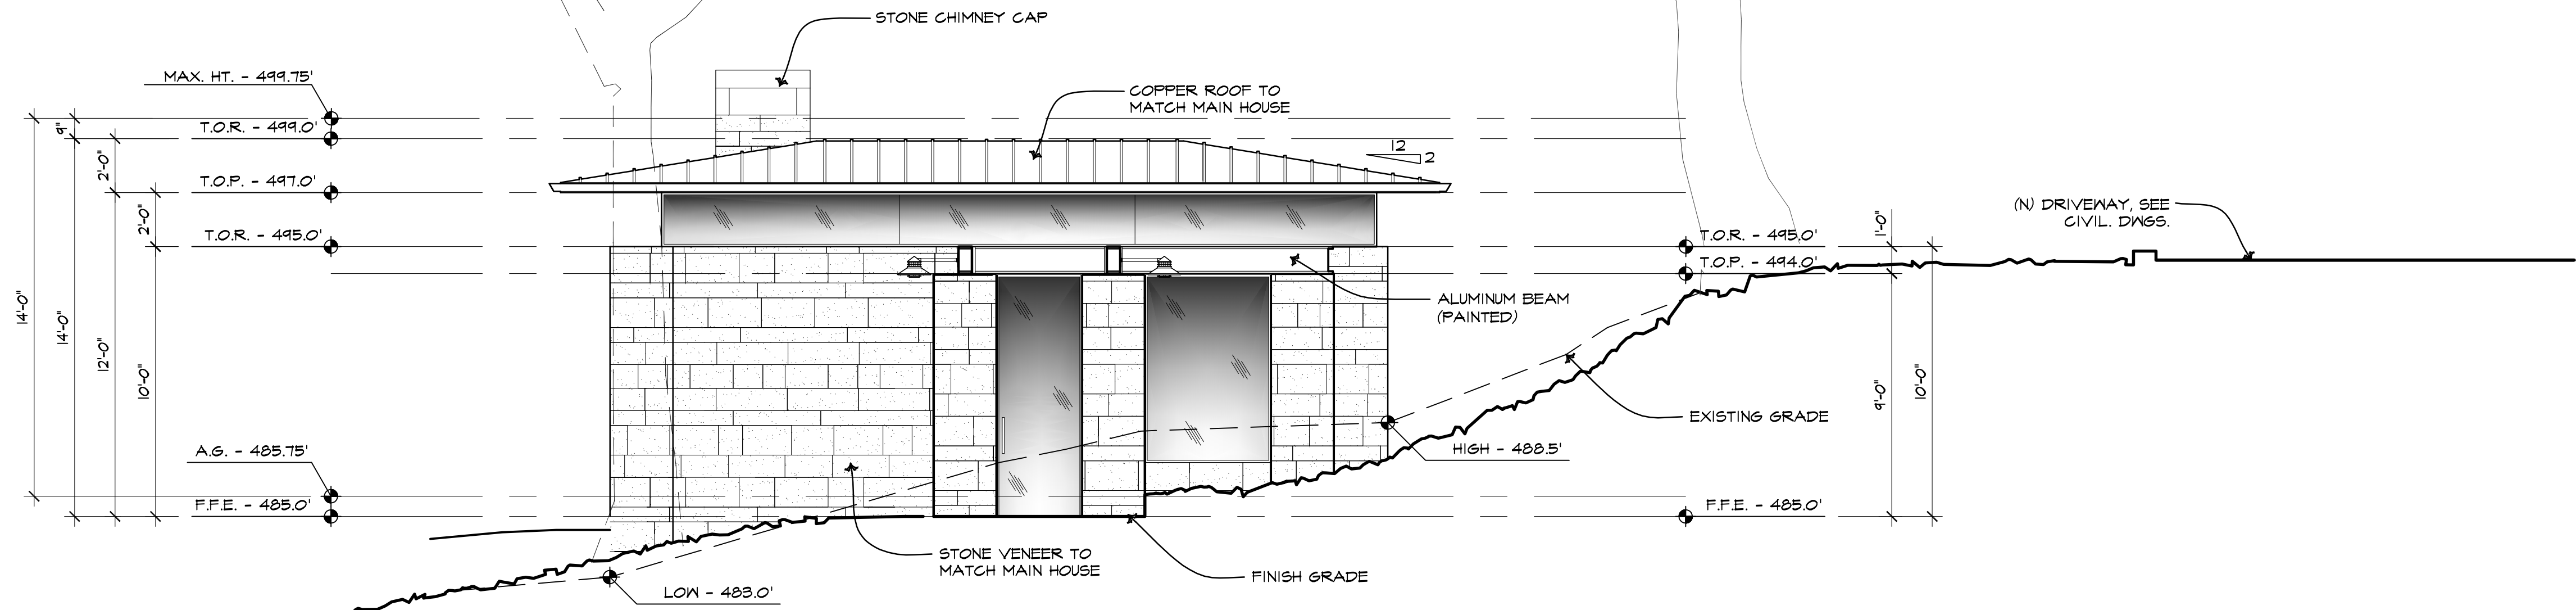 STONE CHIMNEY CAP
MAX. HT. - 499.75'
COPPER ROOF TO
MATCH MAIN HOUSE
9"
T.O.R. - 499.0'
12
2
2'-0"
T.O.P. - 497.0'
(N) DRIVEWAY, SEE
CIVIL. DWGS.
2'-0"
T.O.R. - 495.0'
T.O.R. - 495.0'
1'-0"
T.O.P. - 494.0'
14'-0"
14'-0"
12'-0"
10'-0"
ALUMINUM BEAM
(PAINTED)
9'-0"
10'-0"
EXISTING GRADE
A.G. - 485.75'
HIGH - 488.5'
F.F.E. - 485.0'
F.F.E. - 485.0'
STONE VENEER TO
MATCH MAIN HOUSE
FINISH GRADE
LOW - 483.0'